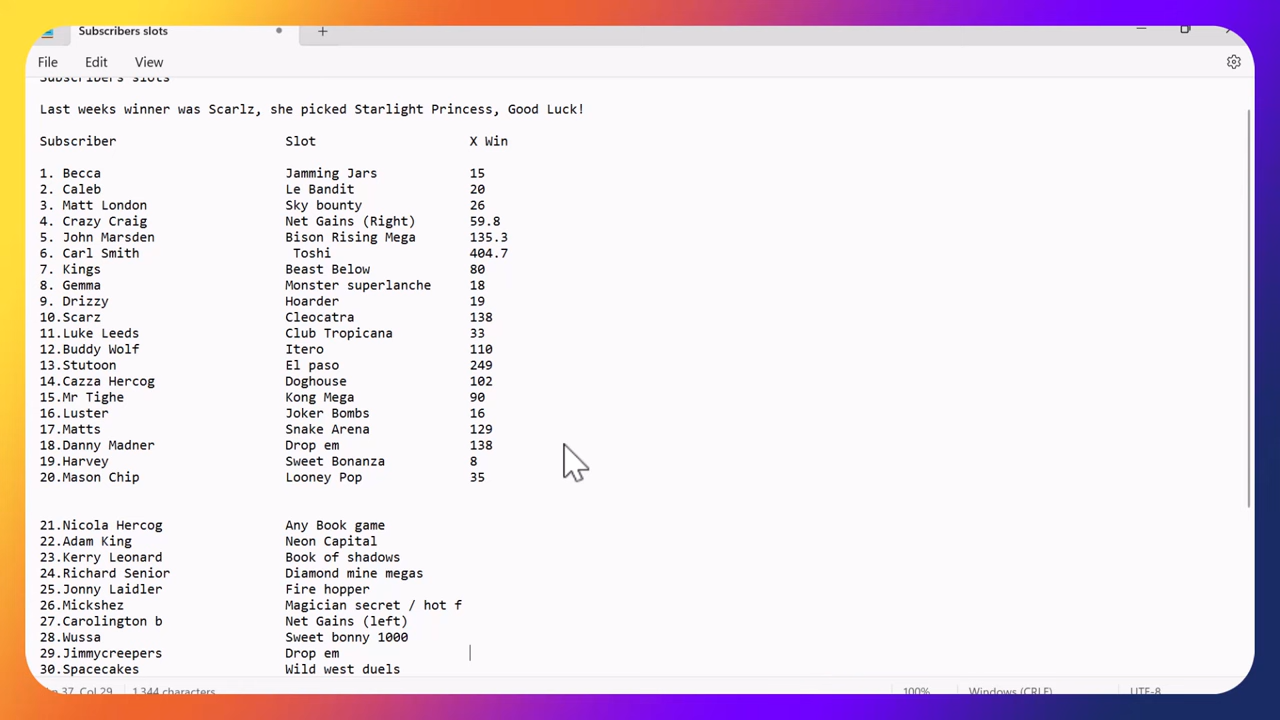 Subscribers slots
File Edit View
Subscribers slots
Last weeks winner was Scarlz, she picked Starlight Princess, Good Luck!
Subscriber Slot X Win
1. Becca Jamming Jars 15
2. Caleb Le Bandit 20
3. Matt London Sky bounty 26
4. Crazy Craig Net Gains (Right) 59.8
5. John Marsden Bison Rising Mega 135.3
6. Carl Smith Toshi 404.7
7. Kings Beast Below 80
8. Gemma Monster superlanche 18
9. Drizzy Hoarder 19
10.Scarz Cleocatra 138
11.Luke Leeds Club Tropicana 33
12.Buddy Wolf Itero 110
13.Stutoon El paso 249
14.Cazza Hercog Doghouse 102
15.Mr Tighe Kong Mega 90
16.Luster Joker Bombs 16
17.Matts Snake Arena 129
18.Danny Madner Drop em 138
19.Harvey Sweet Bonanza 8
20.Mason Chip Looney Pop 35
21.Nicola Hercog Any Book game
22.Adam King Neon Capital
23.Kerry Leonard Book of shadows
24.Richard Senior Diamond mine megas
25.Jonny Laidler Fire hopper
26.Mickshez Magician secret / hot f
27.Carolington b Net Gains (left)
28.Wussa Sweet bonny 1000
29.Jimmycreepers Drop em
30.Spacecakes Wild west duels
37, Col 29 1,344 characters 100% Windows (CRLF) UTF-8